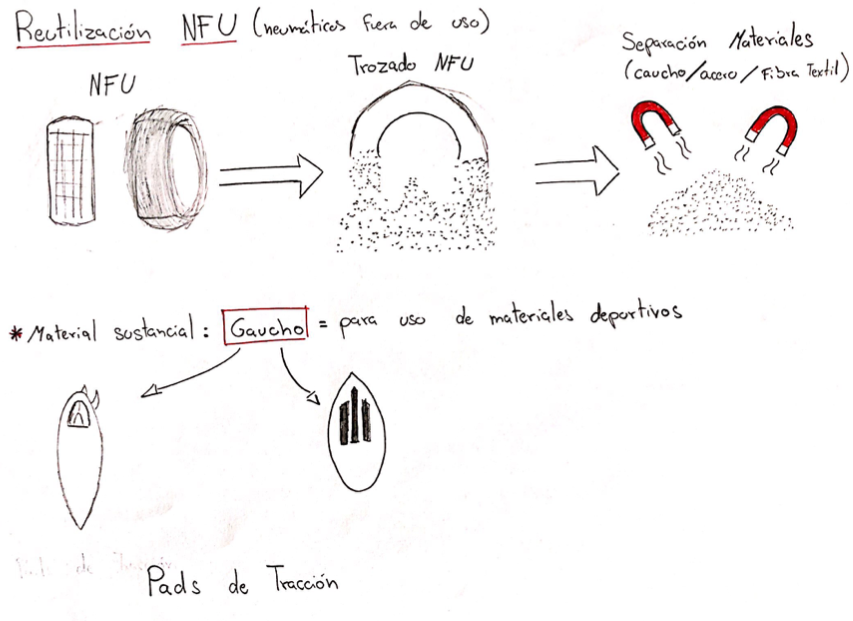 Reutilización NFU (neumáticos fuera de uso)
NFU
Trozado NFU
Separación Materiales
(caucho/acero/Fibra Textil)
*Material sustancial: Gaucho = para uso de materiales deportivos
Pads de Tracción